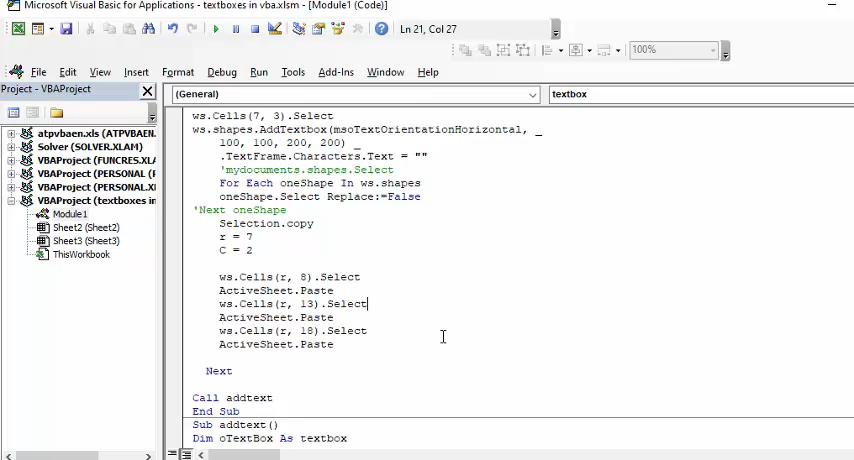 Microsoft Visual Basic for Applications - textboxes in vba.xlsm - [Module1 (Code)]
Ln 21, Col 27
100%
File Edit View Insert Format Debug Run Tools Add-Ins Window Help
Project - VBAProject
(General)
textbox
atpvbaen.xls (ATPVBAEN.
Solver (SOLVER.XLAM)
VBAProject (FUNCRES.XLA
VBAProject (PERSONAL (F
VBAProject (PERSONAL.XI
VBAProject (textboxes in
Module1
Sheet2 (Sheet2)
Sheet3 (Sheet3)
ThisWorkbook
ws.Cells(7, 3).Select
ws.shapes.AddTextbox(msoTextOrientationHorizontal, _
100, 100, 200, 200) _
.TextFrame.Characters.Text = ""
'mydocuments.shapes.Select
For Each oneShape In ws.shapes
oneShape.Select Replace:=False
'Next oneShape
Selection.copy
r = 7
C = 2
ws.Cells(r, 8).Select
ActiveSheet.Paste
ws.Cells(r, 13).Select
ActiveSheet.Paste
ws.Cells(r, 18).Select
ActiveSheet.Paste
Next
Call addtext
End Sub
Sub addtext()
Dim oTextBox As textbox